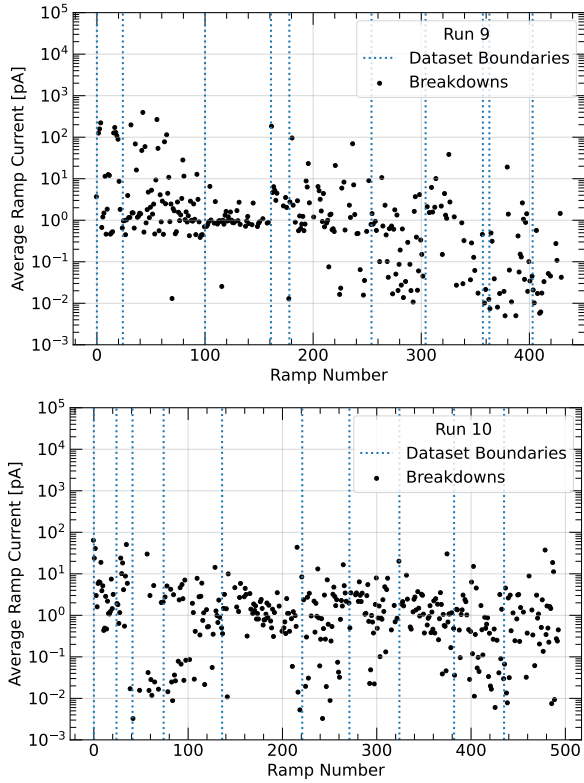 10^5
10^4
10^3
10^2
10^1
10^0
10^−1
10^−2
10^−3
Average Ramp Current [pA]
Run 9
Dataset Boundaries
Breakdowns
0 100 200 300 400
Ramp Number
10^5
10^4
10^3
10^2
10^1
10^0
10^−1
10^−2
10^−3
Average Ramp Current [pA]
Run 10
Dataset Boundaries
Breakdowns
0 100 200 300 400 500
Ramp Number